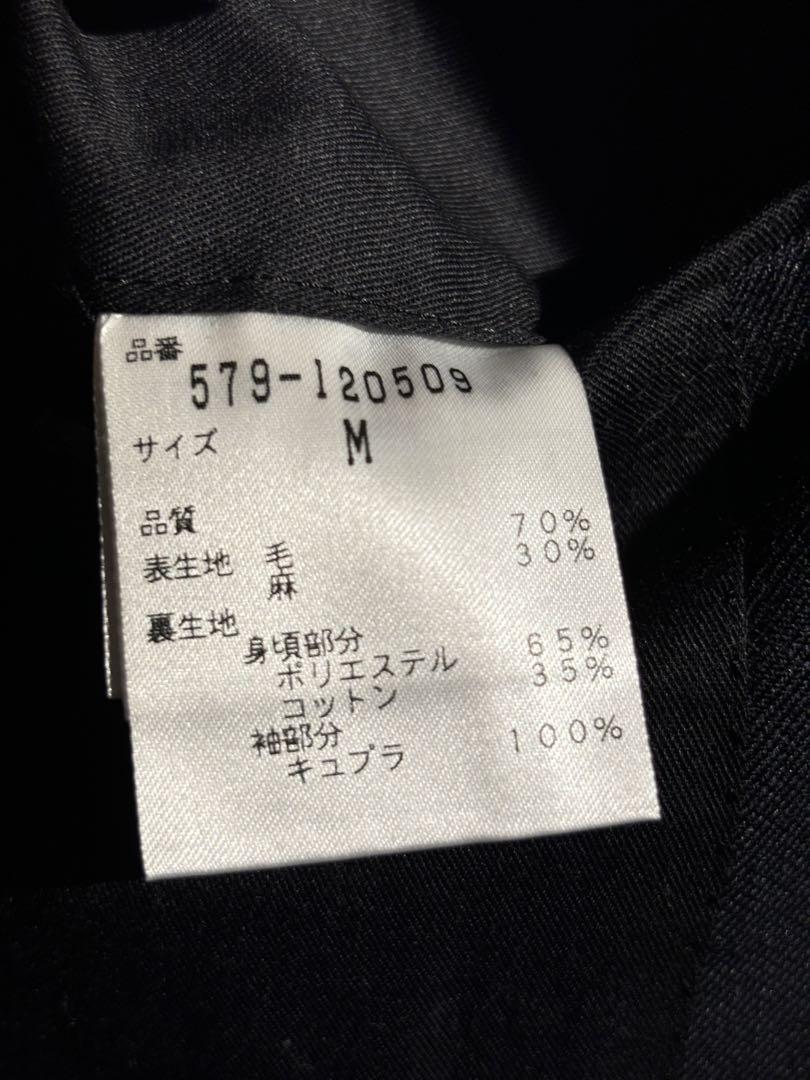 品番 579-120509
サイズ M
品質
表生地 毛 70%
麻 30%
裏生地
身頃部分
ポリエステル 65%
コットン 35%
袖部分
キュプラ 100%